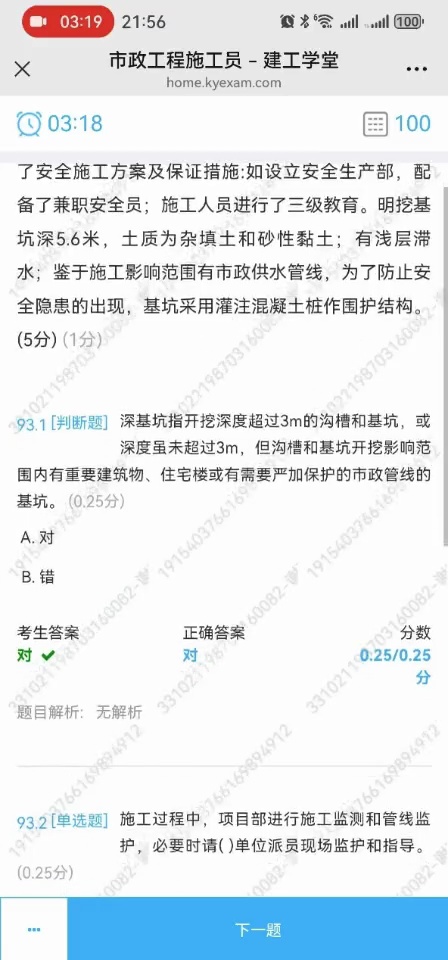 03:19 21:56 100
市政工程施工员 – 建工学堂
home.kyexam.com
03:18 100
了安全施工方案及保证措施:如设立安全生产部，配
备了兼职安全员；施工人员进行了三级教育。明挖基
坑深5.6米，土质为杂填土和砂性黏土；有浅层滞
水；鉴于施工影响范围有市政供水管线，为了防止安
全隐患的出现，基坑采用灌注混凝土桩作围护结构。
(5分) (1分)
93.1 [判断题] 深基坑指开挖深度超过3m的沟槽和基坑，或
深度虽未超过3m，但沟槽和基坑开挖影响范
围内有重要建筑物、住宅楼或有需要严加保护的市政管线的
基坑。 (0.25分)
A. 对
B. 错
考生答案 正确答案 分数
对 对 0.25/0.25
分
题目解析: 无解析
93.2 [单选题] 施工过程中，项目部进行施工监测和管线监
护，必要时请( )单位派员现场监护和指导。
(0.25分)
下一题